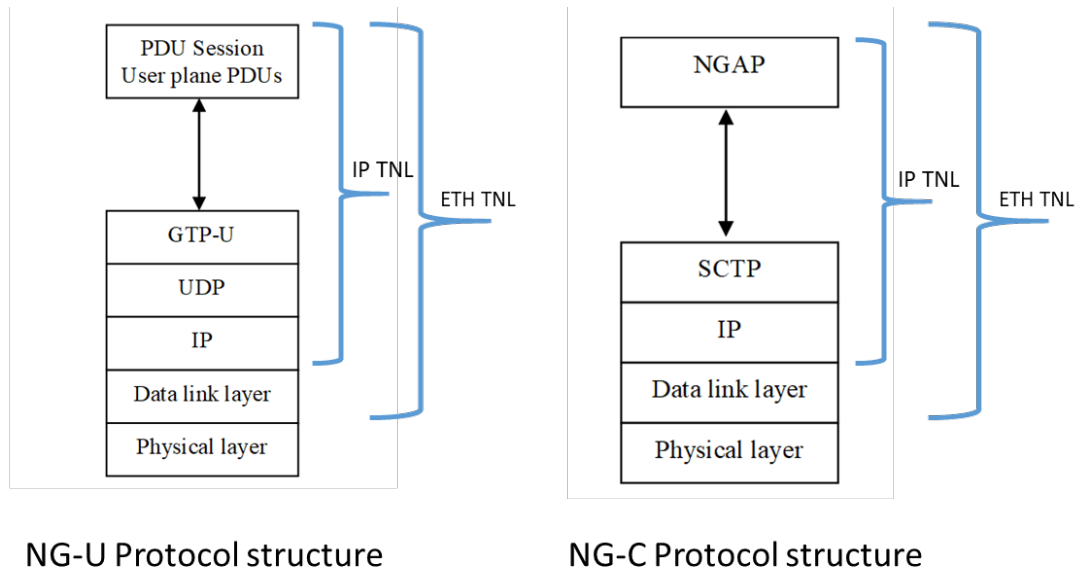 PDU Session
User plane PDUs
IP TNL
ETH TNL
GTP-U
UDP
IP
Data link layer
Physical layer
NG-U Protocol structure
NGAP
IP TNL
ETH TNL
SCTP
IP
Data link layer
Physical layer
NG-C Protocol structure